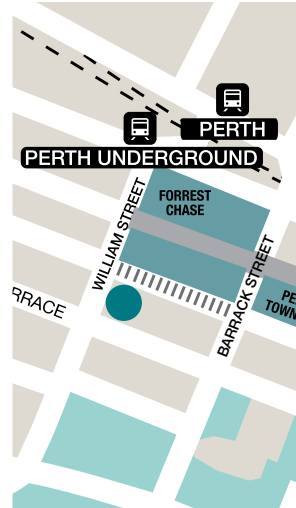 PERTH
PERTH UNDERGROUND
FORREST
CHASE
WILLIAM STREET
BARRACK STREET
PE
TOWN
RRACE